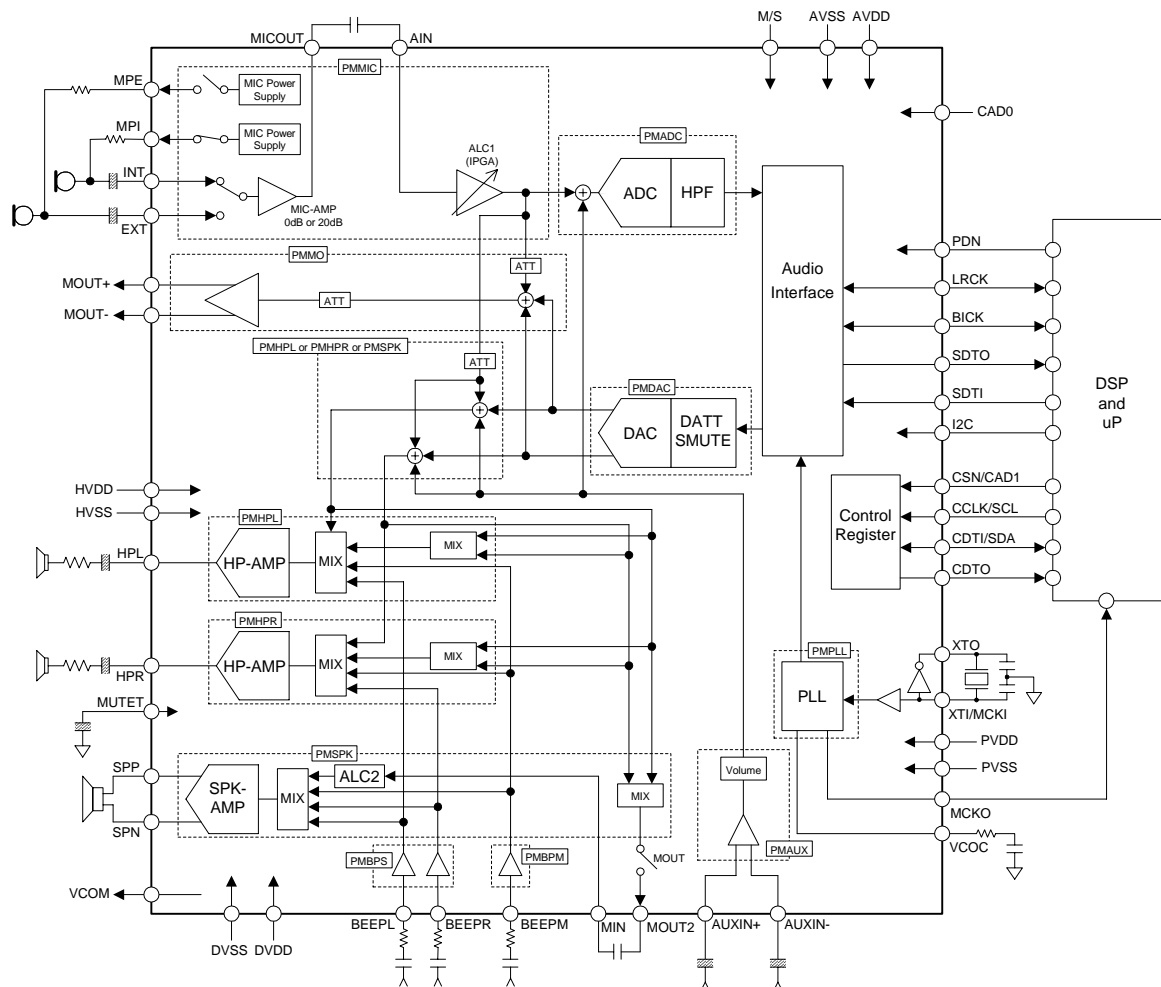 MICOUT
AIN
M/S
AVSS
AVDD
PMMIC
MPE
MIC Power
Supply
CAD0
MPI
MIC Power
Supply
PMADC
ALC1
(IPGA)
INT
ADC
HPF
MIC-AMP
0dB or 20dB
EXT
PDN
PMMO
ATT
Audio
Interface
MOUT+
ATT
LRCK
MOUT-
BICK
PMHPL or PMHPR or PMSPK
ATT
SDTO
DSP
and
uP
PMDAC
SDTI
DAC
DATT
SMUTE
I2C
HVDD
CSN/CAD1
HVSS
PMHPL
Control
Register
CCLK/SCL
HPL
HP-AMP
MIX
MIX
CDTI/SDA
CDTO
PMHPR
HP-AMP
MIX
MIX
XTO
HPR
PMPLL
PLL
MUTET
XTI/MCKI
PVDD
PMSPK
SPP
ALC2
Volume
PVSS
SPK-
AMP
MIX
MIX
MCKO
SPN
VCOC
PMBPS
PMBPM
MOUT
PMAUX
VCOM
DVSS
DVDD
BEEPL
BEEPR
BEEPM
MIN
MOUT2
AUXIN+
AUXIN-